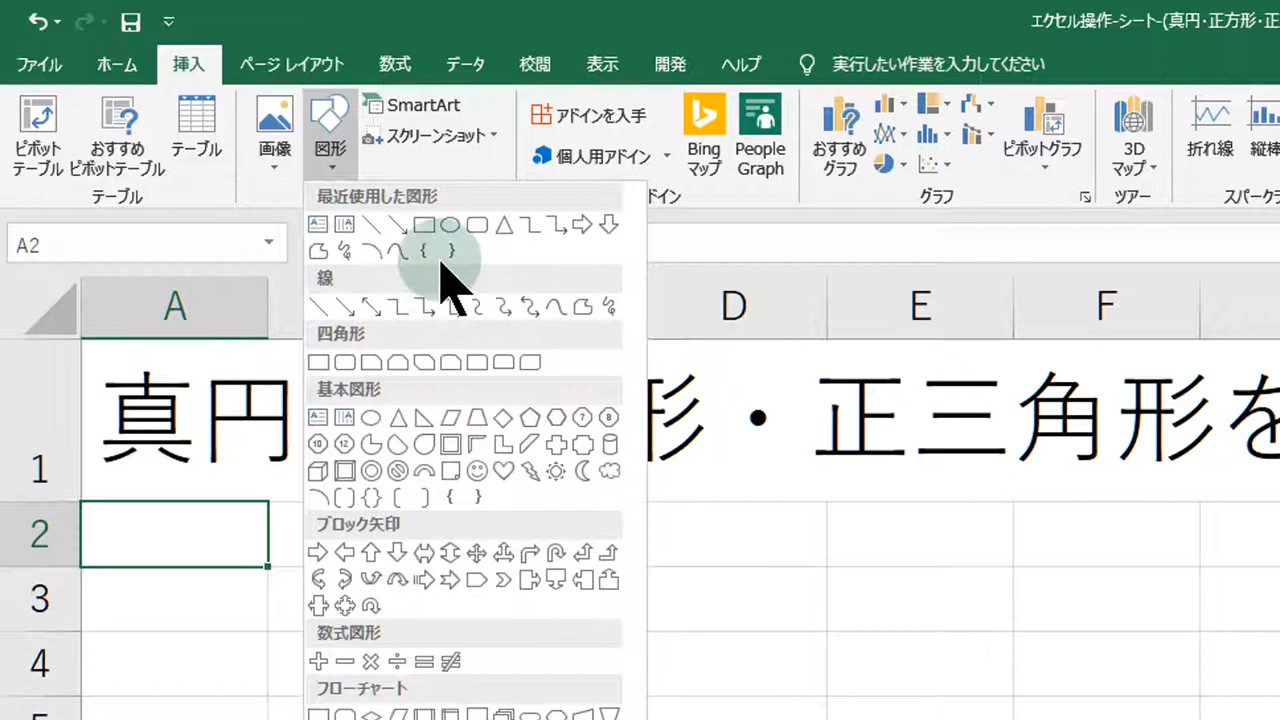 エクセル操作-シート-(真円・正方形・正
ファイル ホーム 挿入 ページ レイアウト 数式 データ 校閲 表示 開発 ヘルプ 実行したい作業を入力してください
ピボット
テーブル
おすすめ
ピボットテーブル
テーブル
テーブル
画像
図形
SmartArt
スクリーンショット
アドインを入手
個人用アドイン
Bing
マップ
People
Graph
ドイン
おすすめ
グラフ
ピボットグラフ
グラフ
3D
マップ
ツアー
折れ線
縦棒
スパーク
A2
最近使用した図形
線
四角形
基本図形
ブロック矢印
数式図形
フローチャート
A D E F
1 真円 形・正三角形を
2
3
4